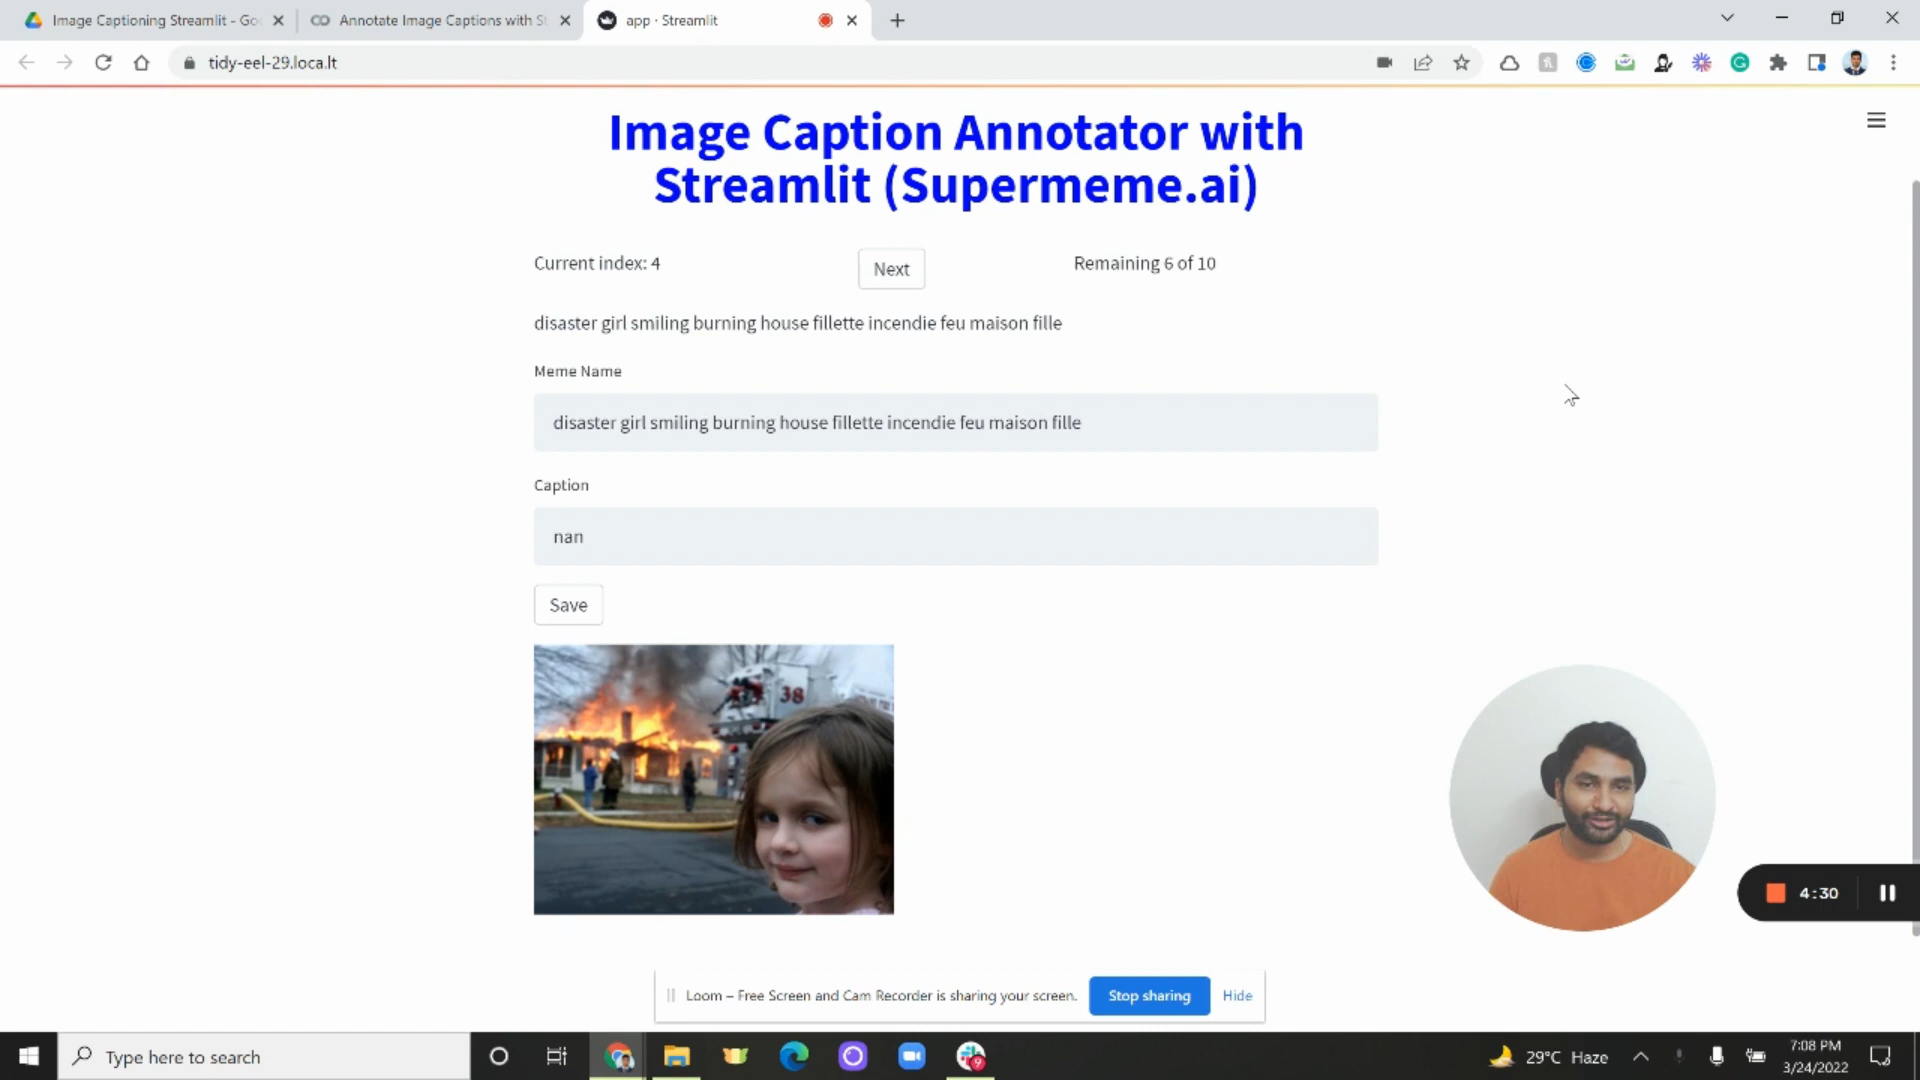 Image Captioning Streamlit - Go
Annotate Image Captions with St
app · Streamlit
tidy-eel-29.loca.lt
Image Caption Annotator with
Streamlit (Supermeme.ai)
Current index: 4
Next
Remaining 6 of 10
disaster girl smiling burning house fillette incendie feu maison fille
Meme Name
disaster girl smiling burning house fillette incendie feu maison fille
Caption
nan
Save
38
4:30
Loom – Free Screen and Cam Recorder is sharing your screen.
Stop sharing
Hide
Type here to search
9
29°C Haze
7:08 PM
3/24/2022